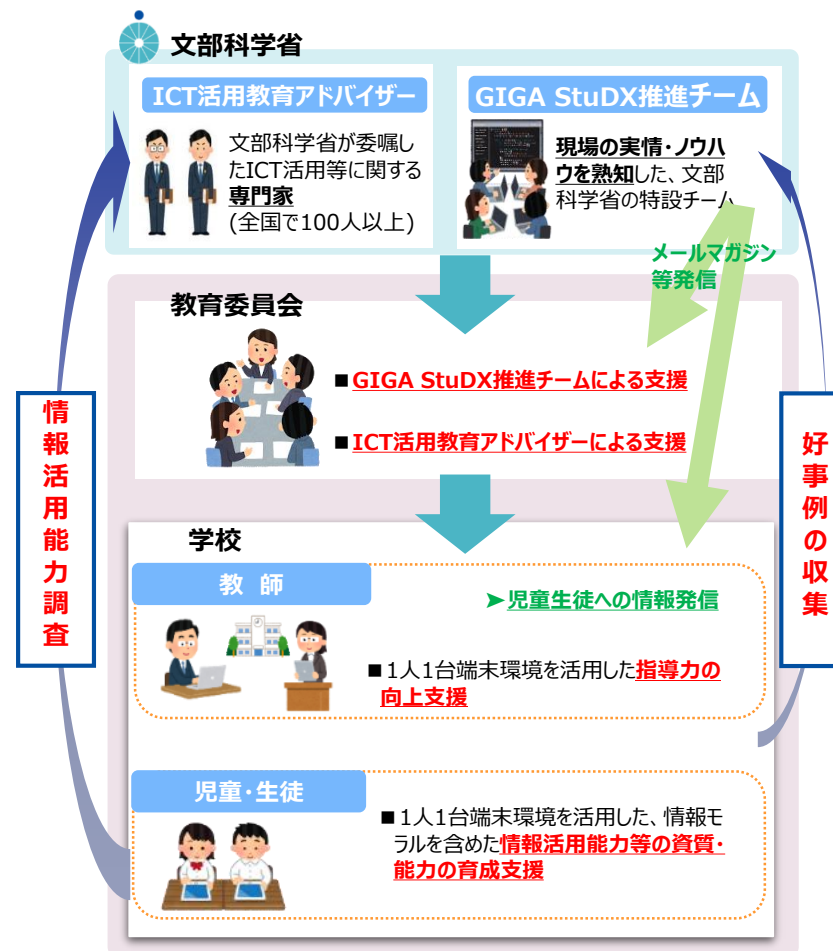 文部科学省
ICT活用教育アドバイザー
文部科学省が委嘱し
たICT活用等に関する
専門家
(全国で100人以上)
GIGA StuDX推進チーム
現場の実情・ノウハ
ウを熟知した、文部
科学省の特設チーム
メールマガジン
等発信
教育委員会
■GIGA StuDX推進チームによる支援
■ICT活用教育アドバイザーによる支援
情報活用能力調査
好事例の収集
学校
教 師
➤児童生徒への情報発信
■1人1台端末環境を活用した指導力の
向上支援
児童・生徒
■1人1台端末環境を活用した、情報モ
ラルを含めた情報活用能力等の資質・
能力の育成支援